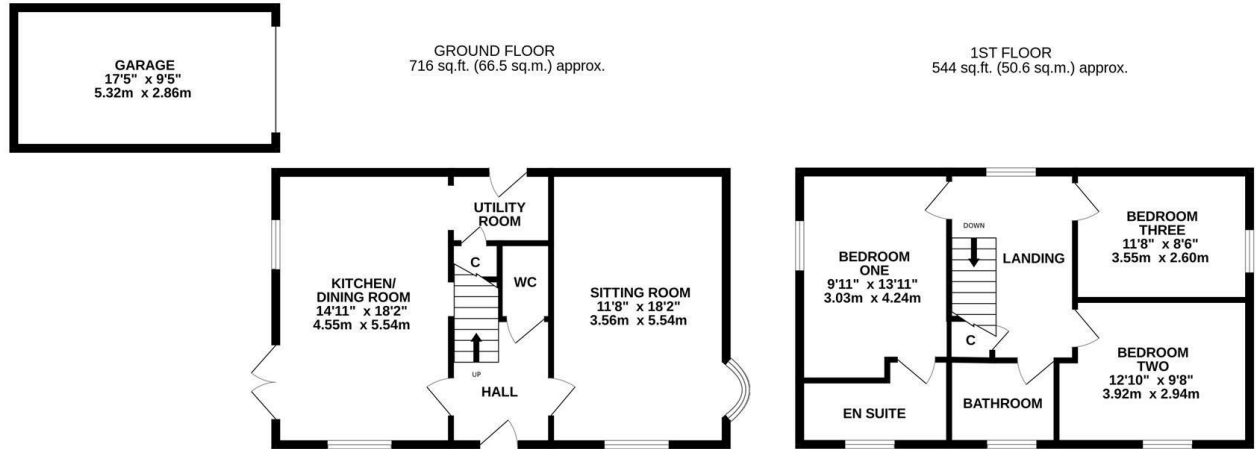 GARAGE
17'5" x 9'5"
5.32m x 2.86m
GROUND FLOOR
716 sq.ft. (66.5 sq.m.) approx.
1ST FLOOR
544 sq.ft. (50.6 sq.m.) approx.
UTILITY
ROOM
C
WC
KITCHEN/
DINING ROOM
14'11" x 18'2"
4.55m x 5.54m
SITTING ROOM
11'8" x 18'2"
3.56m x 5.54m
UP
HALL
BEDROOM
ONE
9'11" x 13'11"
3.03m x 4.24m
DOWN
LANDING
BEDROOM
THREE
11'8" x 8'6"
3.55m x 2.60m
C
BEDROOM
TWO
12'10" x 9'8"
3.92m x 2.94m
EN SUITE
BATHROOM